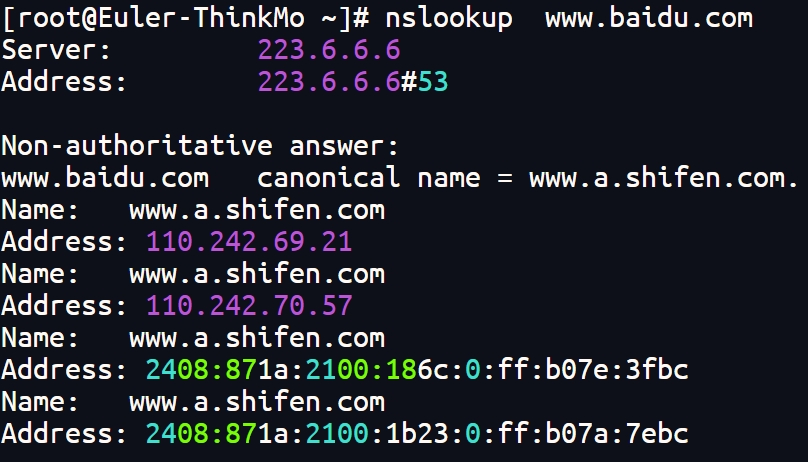 [root@Euler-ThinkMo ~]# nslookup  www.baidu.com
Server:         223.6.6.6
Address:        223.6.6.6#53

Non-authoritative answer:
www.baidu.com   canonical name = www.a.shifen.com.
Name:   www.a.shifen.com
Address: 110.242.69.21
Name:   www.a.shifen.com
Address: 110.242.70.57
Name:   www.a.shifen.com
Address: 2408:871a:2100:186c:0:ff:b07e:3fbc
Name:   www.a.shifen.com
Address: 2408:871a:2100:1b23:0:ff:b07a:7ebc